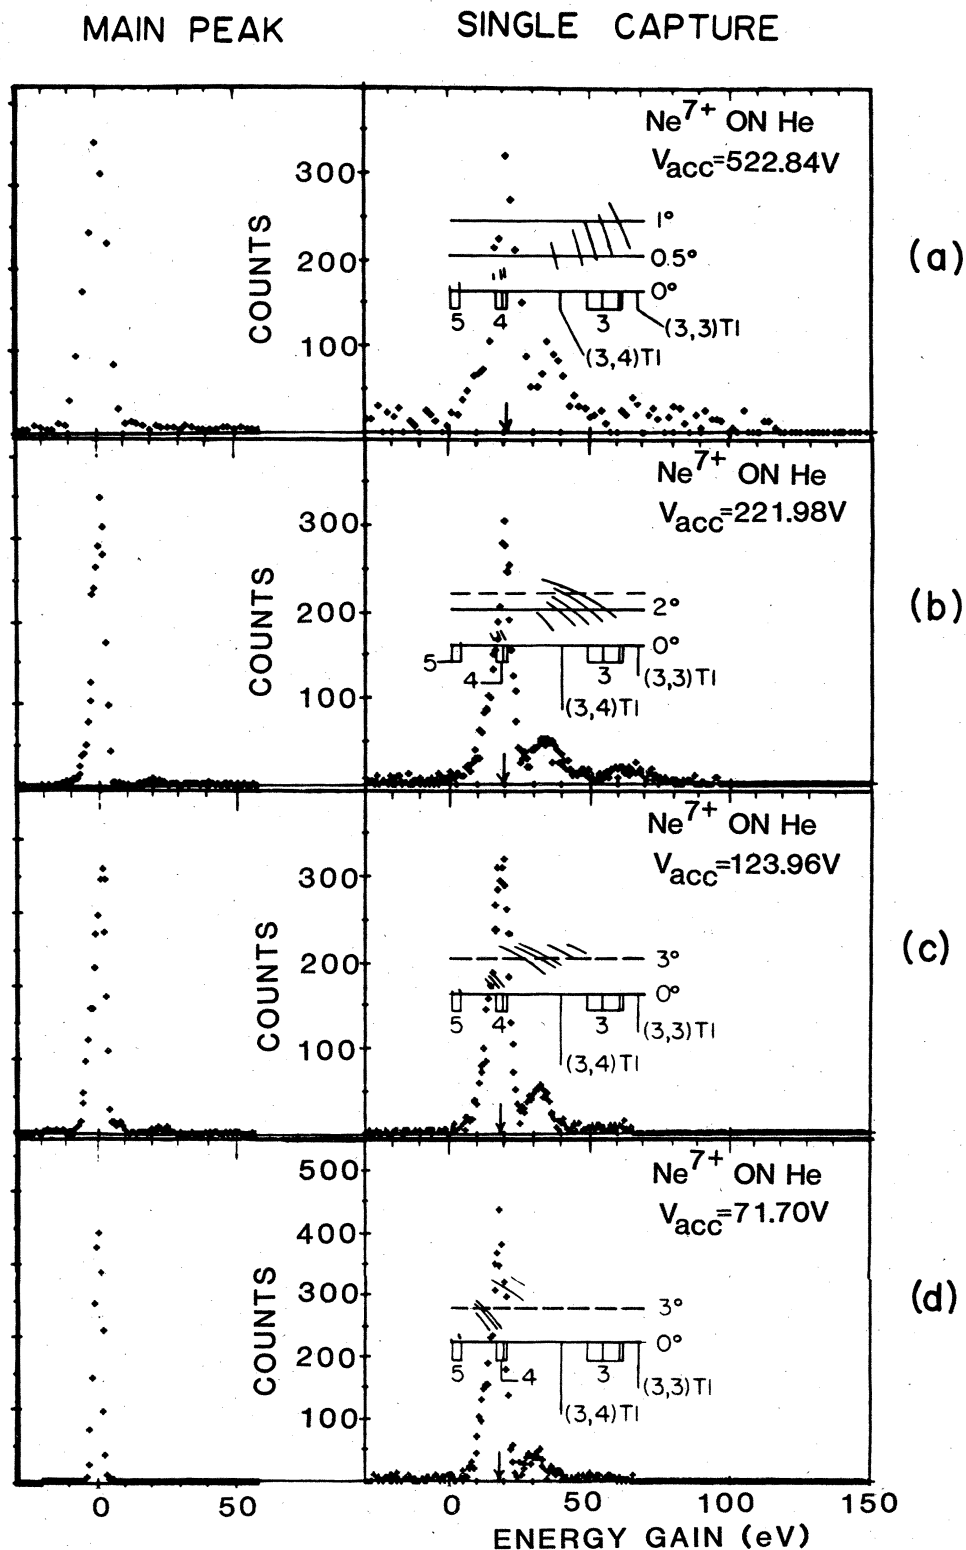 MAIN PEAK SINGLE CAPTURE
Ne7+ ON He
Vacc=522.84V
300
200
100
COUNTS
1°
0.5°
0°
5 4 3
(3,3)TI
(3,4)TI
(a)
Ne7+ ON He
Vacc=221.98V
300
200
100
COUNTS
2°
0°
5 4 3
(3,3)TI
(3,4)TI
(b)
Ne7+ ON He
Vacc=123.96V
300
200
100
COUNTS
3°
0°
5 4 3
(3,3)TI
(3,4)TI
(c)
Ne7+ ON He
Vacc=71.70V
500
400
300
200
100
COUNTS
3°
0°
5 4 3
(3,3)TI
(3,4)TI
(d)
0 50 0 50 100 150
ENERGY GAIN (eV)